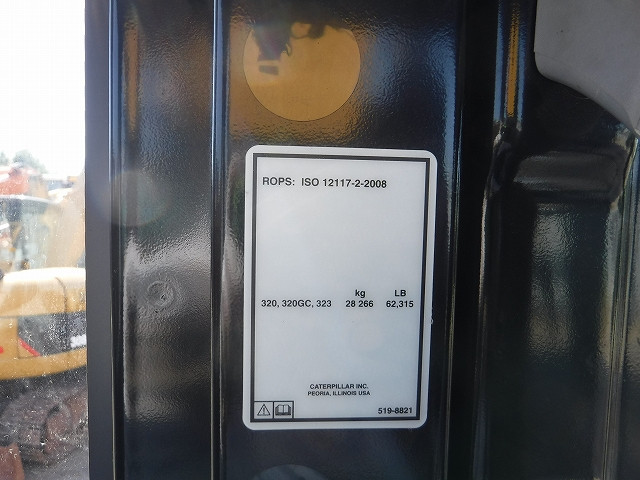 ROPS: ISO 12117-2-2008
kg LB
320, 320GC, 323 28 266 62,315
CATERPILLAR INC.
PEORIA, ILLINOIS USA
519-8821